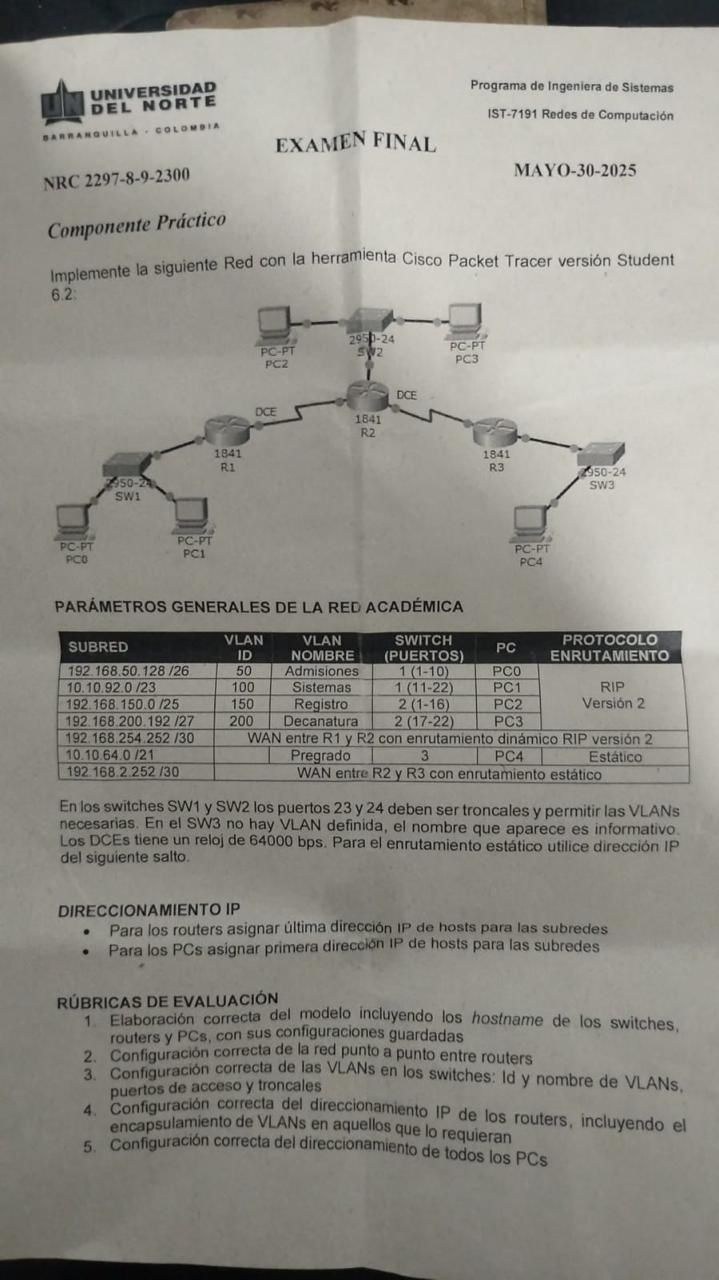 UNIVERSIDAD
DEL NORTE
BARRANQUILLA - COLOMBIA
Programa de Ingeniera de Sistemas
IST-7191 Redes de Computación
EXAMEN FINAL
NRC 2297-8-9-2300
MAYO-30-2025
Componente Práctico
Implemente la siguiente Red con la herramienta Cisco Packet Tracer versión Student
6.2:
PC-PT
PC2
2950-24
SW2
PC-PT
PC3
DCE
1841
R1
1841
R2
DCE
1841
R3
2950-24
SW1
2950-24
SW3
PC-PT
PC0
PC-PT
PC1
PC-PT
PC4
PARÁMETROS GENERALES DE LA RED ACADÉMICA
SUBRED VLAN ID VLAN NOMBRE SWITCH (PUERTOS) PC PROTOCOLO ENRUTAMIENTO
192.168.50.128 /26 50 Admisiones 1 (1-10) PC0 RIP Versión 2
10.10.92.0 /23 100 Sistemas 1 (11-22) PC1
192.168.150.0 /25 150 Registro 2 (1-16) PC2
192.168.200.192 /27 200 Decanatura 2 (17-22) PC3
192.168.254.252 /30 WAN entre R1 y R2 con enrutamiento dinámico RIP versión 2
10.10.64.0 /21 Pregrado 3 PC4 Estático
192.168.2.252 /30 WAN entre R2 y R3 con enrutamiento estático
En los switches SW1 y SW2 los puertos 23 y 24 deben ser troncales y permitir las VLANs
necesarias. En el SW3 no hay VLAN definida, el nombre que aparece es informativo.
Los DCEs tiene un reloj de 64000 bps. Para el enrutamiento estático utilice dirección IP
del siguiente salto.
DIRECCIONAMIENTO IP
• Para los routers asignar última dirección IP de hosts para las subredes
• Para los PCs asignar primera dirección IP de hosts para las subredes
RÚBRICAS DE EVALUACIÓN
1. Elaboración correcta del modelo incluyendo los hostname de los switches,
routers y PCs, con sus configuraciones guardadas
2. Configuración correcta de la red punto a punto entre routers
3. Configuración correcta de las VLANs en los switches: Id y nombre de VLANs,
puertos de acceso y troncales
4. Configuración correcta del direccionamiento IP de los routers, incluyendo el
encapsulamiento de VLANs en aquellos que lo requieran
5. Configuración correcta del direccionamiento de todos los PCs